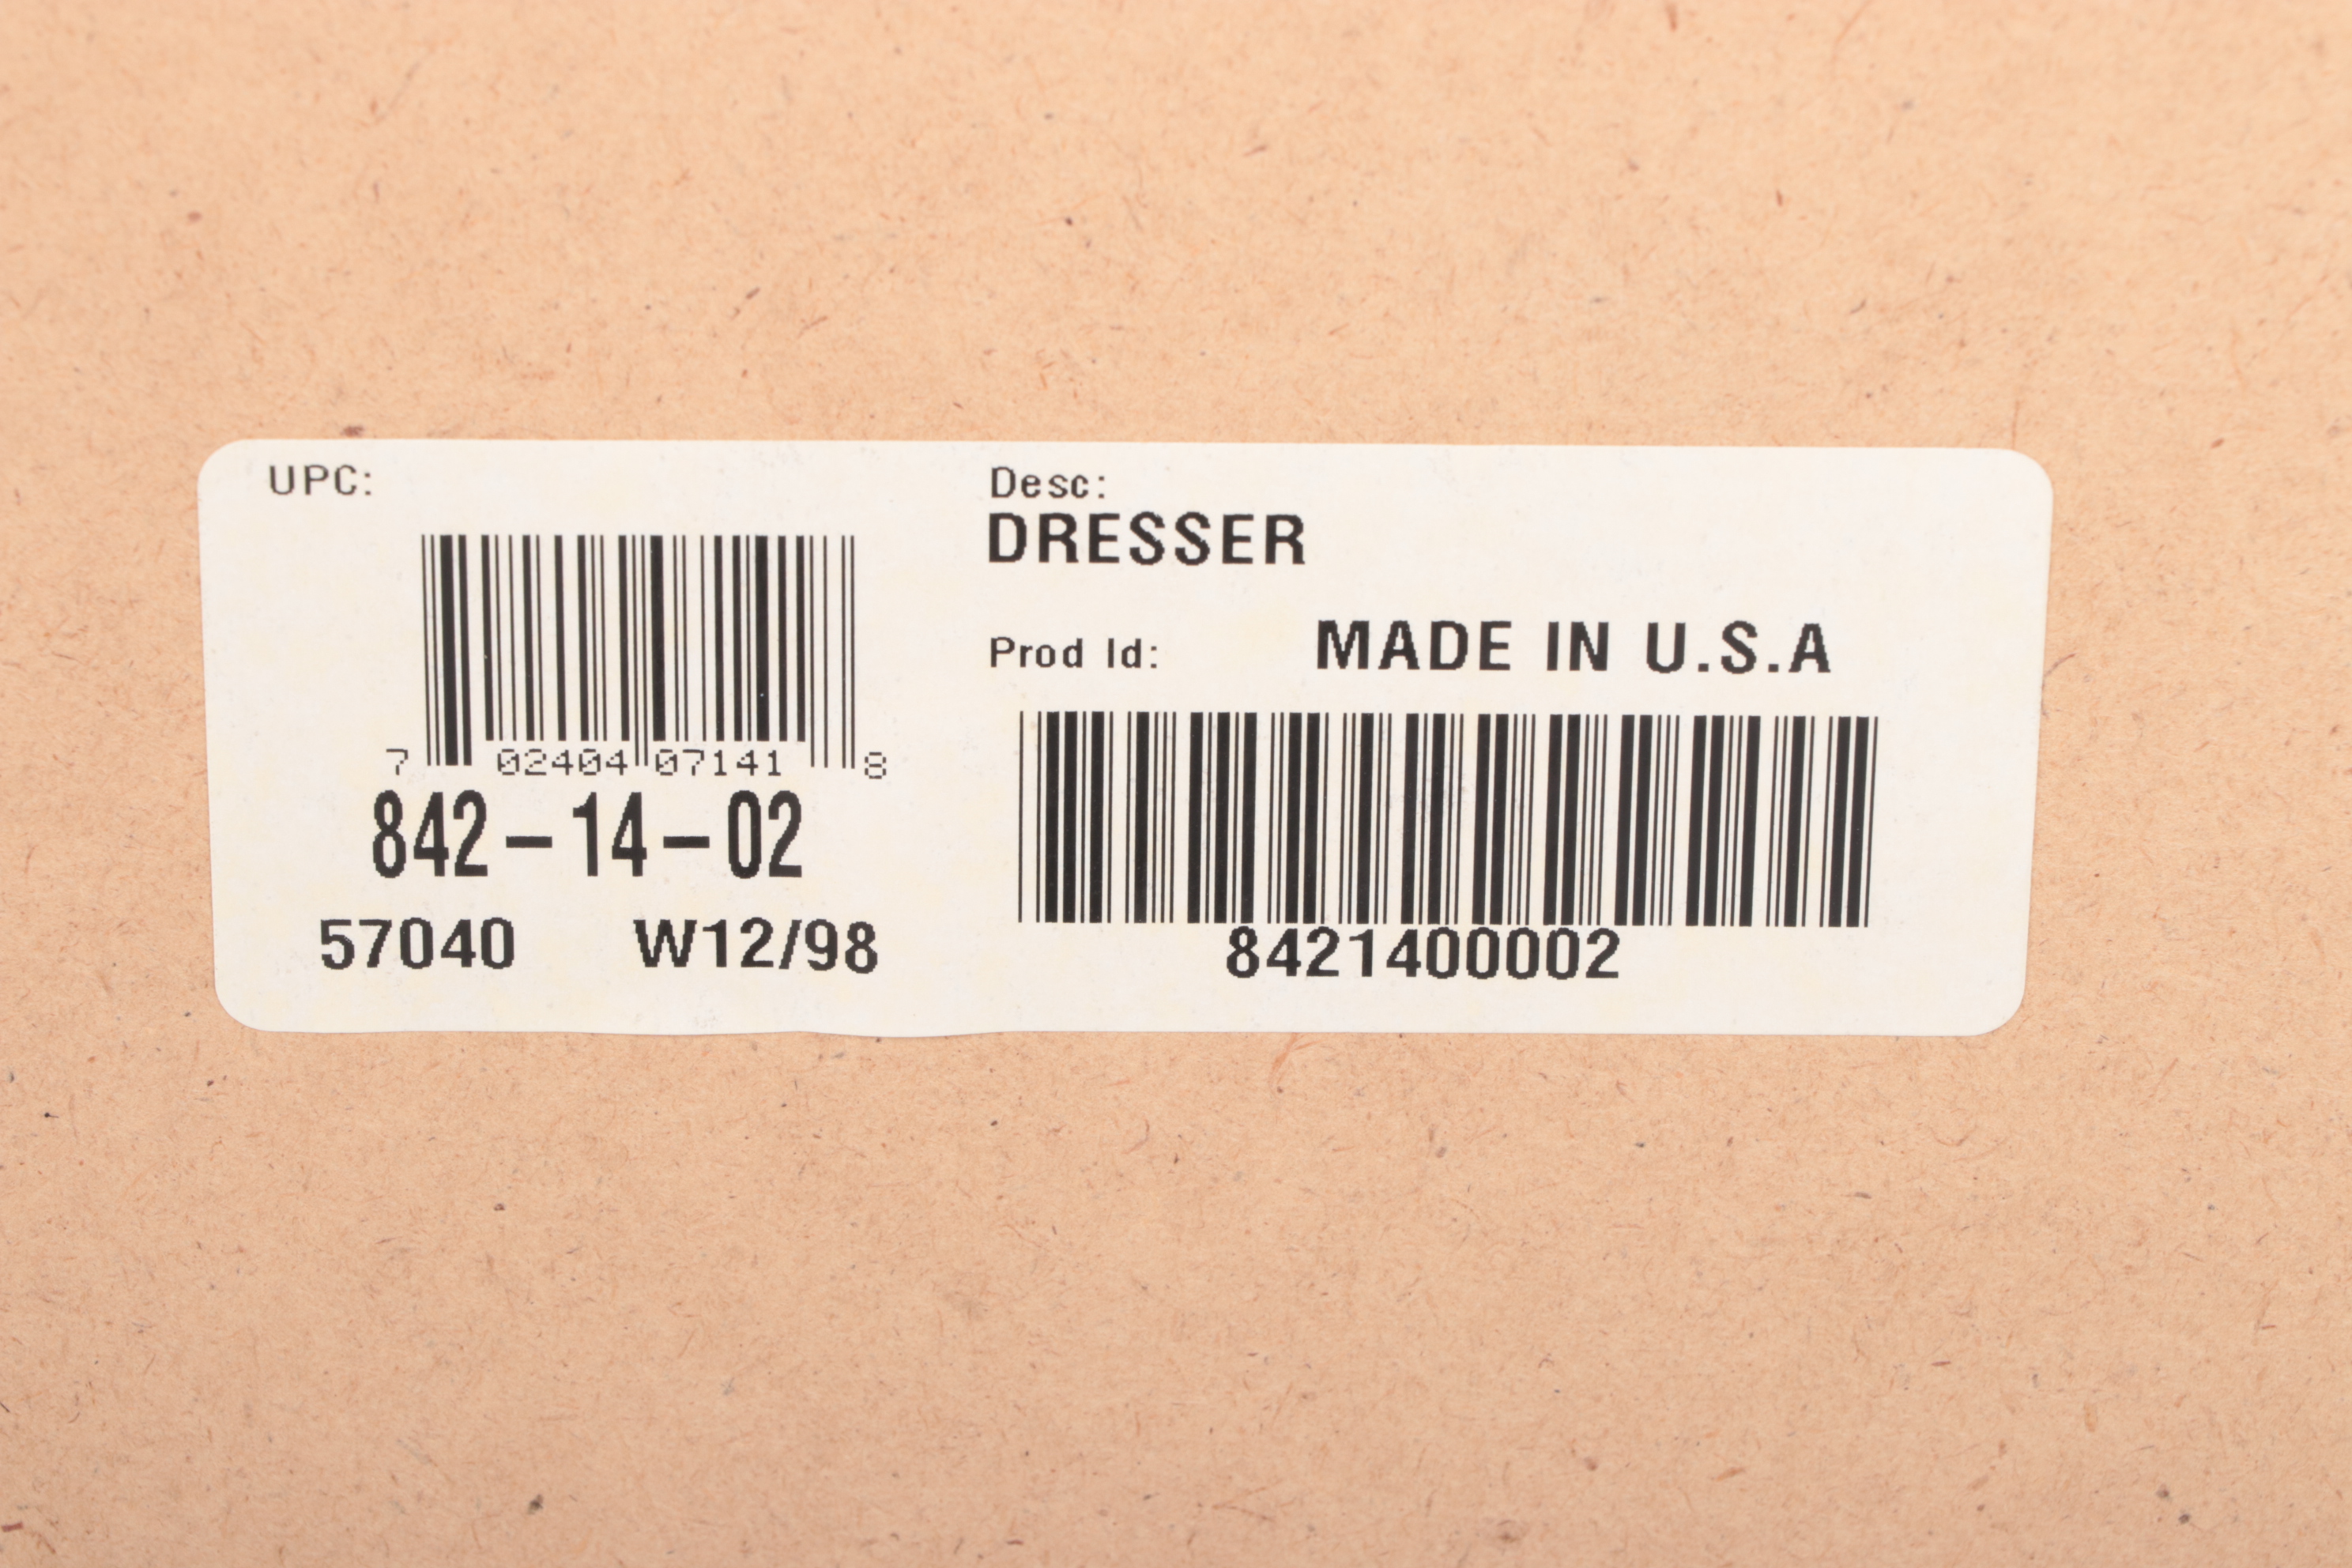 UPC:
7 02404 07141 8
842-14-02
57040 W12/98
Desc:
DRESSER
Prod Id: MADE IN U.S.A
8421400002